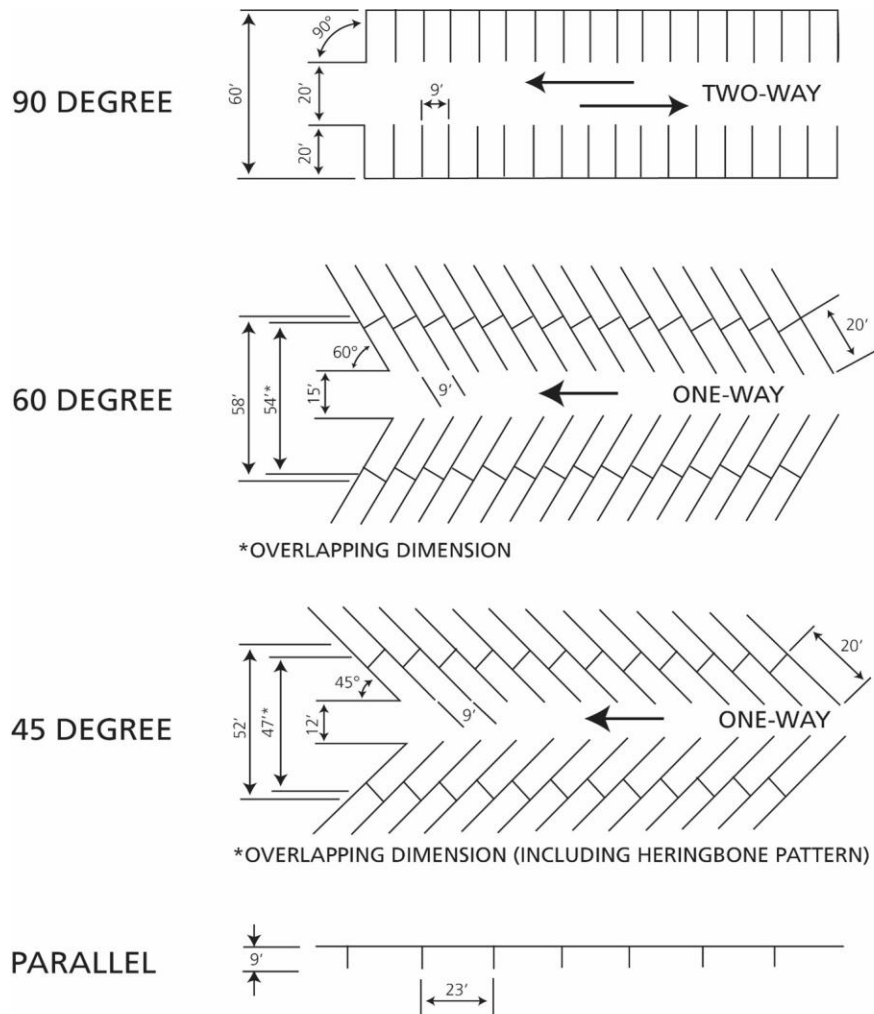 90 DEGREE
60'
90°
20'
20'
9'
TWO-WAY
60 DEGREE
58'
54'*
60°
15'
9'
ONE-WAY
20'
*OVERLAPPING DIMENSION
45 DEGREE
52'
47'*
45°
12'
9'
ONE-WAY
20'
*OVERLAPPING DIMENSION (INCLUDING HERINGBONE PATTERN)
PARALLEL
9'
23'